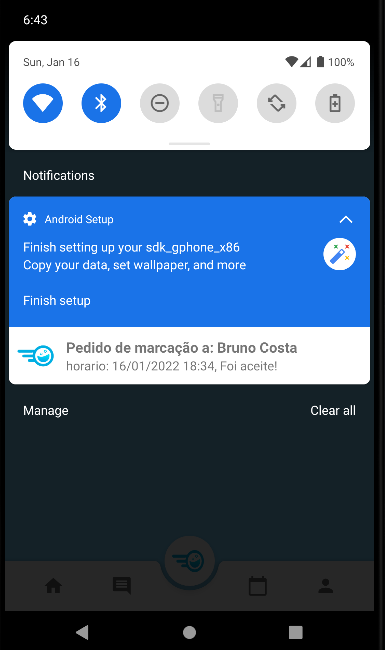 6:43
Sun, Jan 16
100%
Notifications
Android Setup
Finish setting up your sdk_gphone_x86
Copy your data, set wallpaper, and more
Finish setup
Pedido de marcação a: Bruno Costa
horario: 16/01/2022 18:34, Foi aceite!
Manage
Clear all